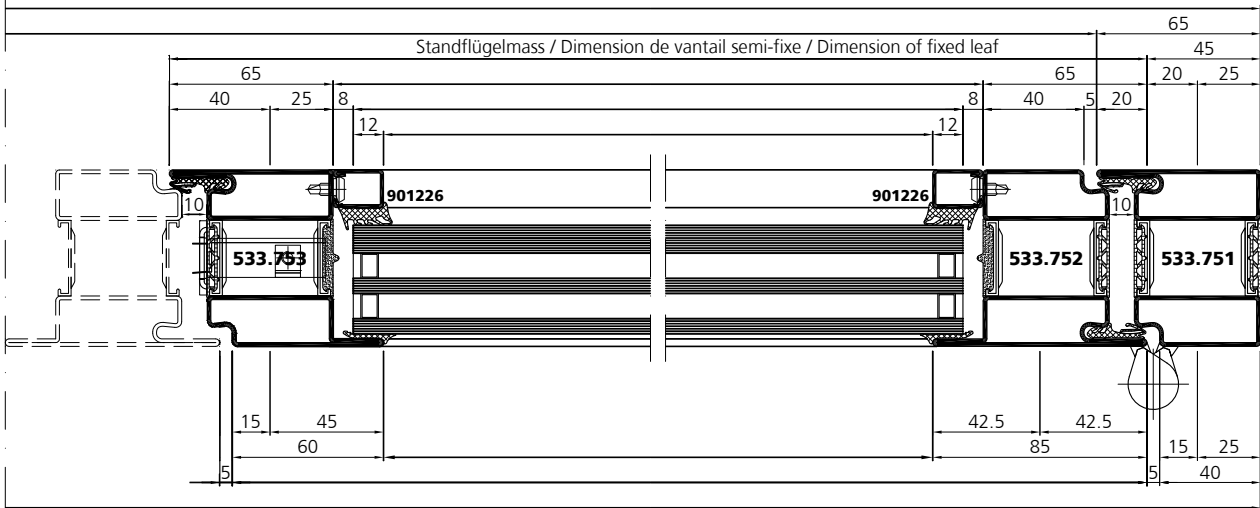 65
Standflügelmass / Dimension de vantail semi-fixe / Dimension of fixed leaf
45
65 65 20 25
40 25 8 8 40 5 20
12 12
901226 901226
10 10
533.753 533.752 533.751
15 45 42.5 42.5
60 85 15 25
5 5 40